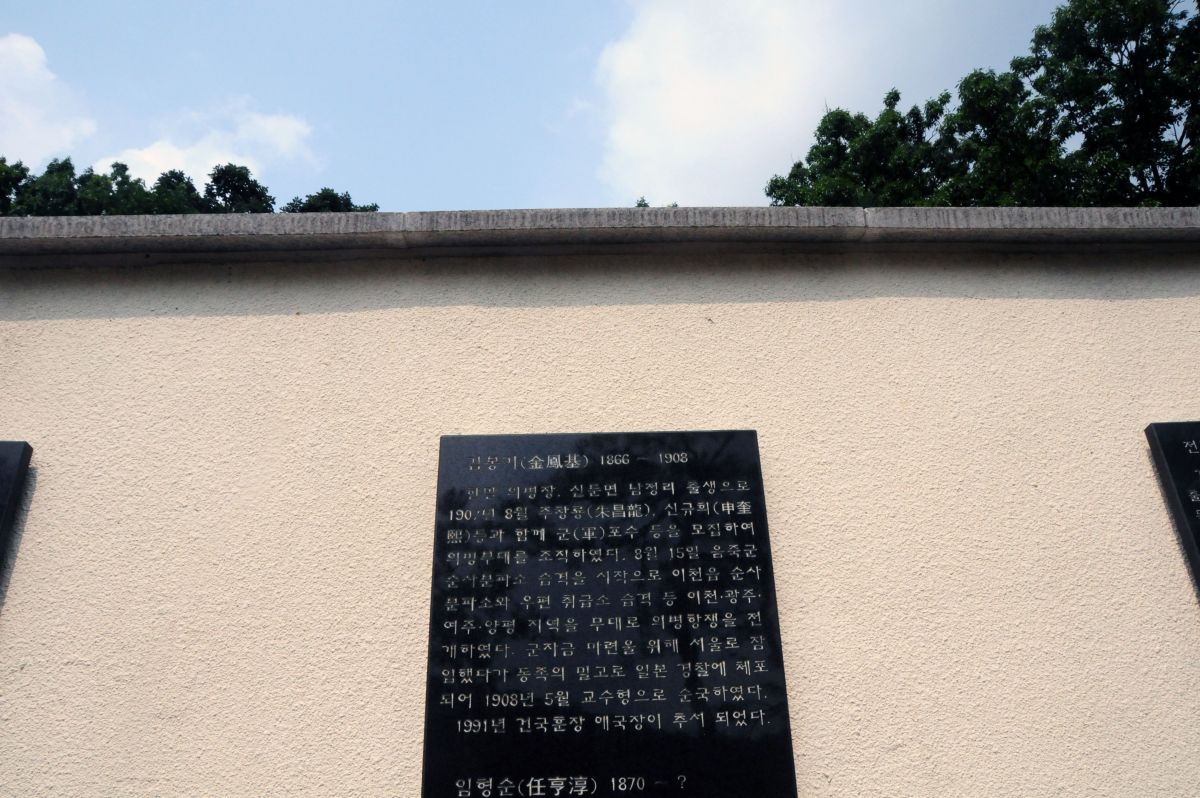 김봉기(金鳳基) 1866 ~ 1908
한말 의병장. 신둔면 남정리 출생으로
1907년 8월 주창룡(朱昌龍), 신규희(申奎
熙)등과 함께 군(軍)포수 등을 모집하여
의병부대를 조직하였다. 8월 15일 음죽군
순사분파소 습격을 시작으로 이천읍 순사
분파소와 우편 취급소 습격 등 이천·광주·
여주·양평 지역을 무대로 의병항쟁을 전
개하였다. 군자금 마련을 위해 서울로 잠
입했다가 동족의 밀고로 일본 경찰에 체포
되어 1908년 5월 교수형으로 순국하였다.
1991년 건국훈장 애국장이 추서 되었다.
임형순(任亨淳) 1870 ~ ?
전